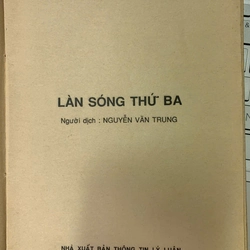 LÀN SÓNG THỨ BA
Người dịch : NGUYỄN VĂN TRUNG
NHÀ XUẤT BẢN THÔNG TIN LÝ LUẬN